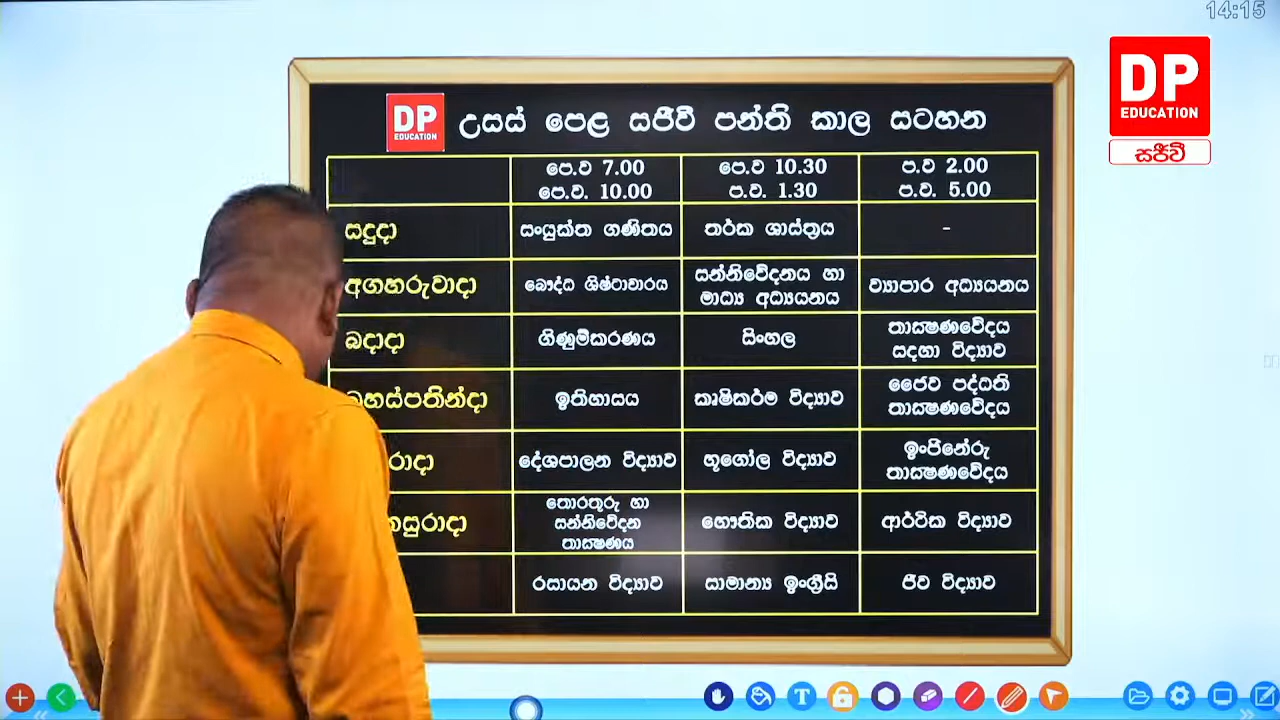 14:15
DP
EDUCATION
සජීවී
DP
EDUCATION
උසස් පෙළ සජීවී පන්ති කාල සටහන
පෙ.ව 7.00
පෙ.ව. 10.00
පෙ.ව 10.30
ප.ව. 1.30
ප.ව 2.00
ප.ව. 5.00
සඳුදා
සංයුක්ත ගණිතය
තර්ක ශාස්ත්‍රය
-
අඟහරුවාදා
බෞද්ධ ශිෂ්ටාචාරය
සන්නිවේදනය හා
මාධ්‍ය අධ්‍යයනය
ව්‍යාපාර අධ්‍යයනය
බදාදා
ගිණුම්කරණය
සිංහල
තාක්‍ෂණවේදය
සඳහා විද්‍යාව
ඉතිහාසය
කෘෂිකර්ම විද්‍යාව
ජෛව පද්ධති
තාක්‍ෂණවේදය
දේශපාලන විද්‍යාව
භූගෝල විද්‍යාව
ඉංජිනේරු
තාක්‍ෂණවේදය
තොරතුරු හා
සන්නිවේදන
තාක්‍ෂණය
භෞතික විද්‍යාව
ආර්ථික විද්‍යාව
රසායන විද්‍යාව
සාමාන්‍ය ඉංග්‍රීසි
ජීව විද්‍යාව
T